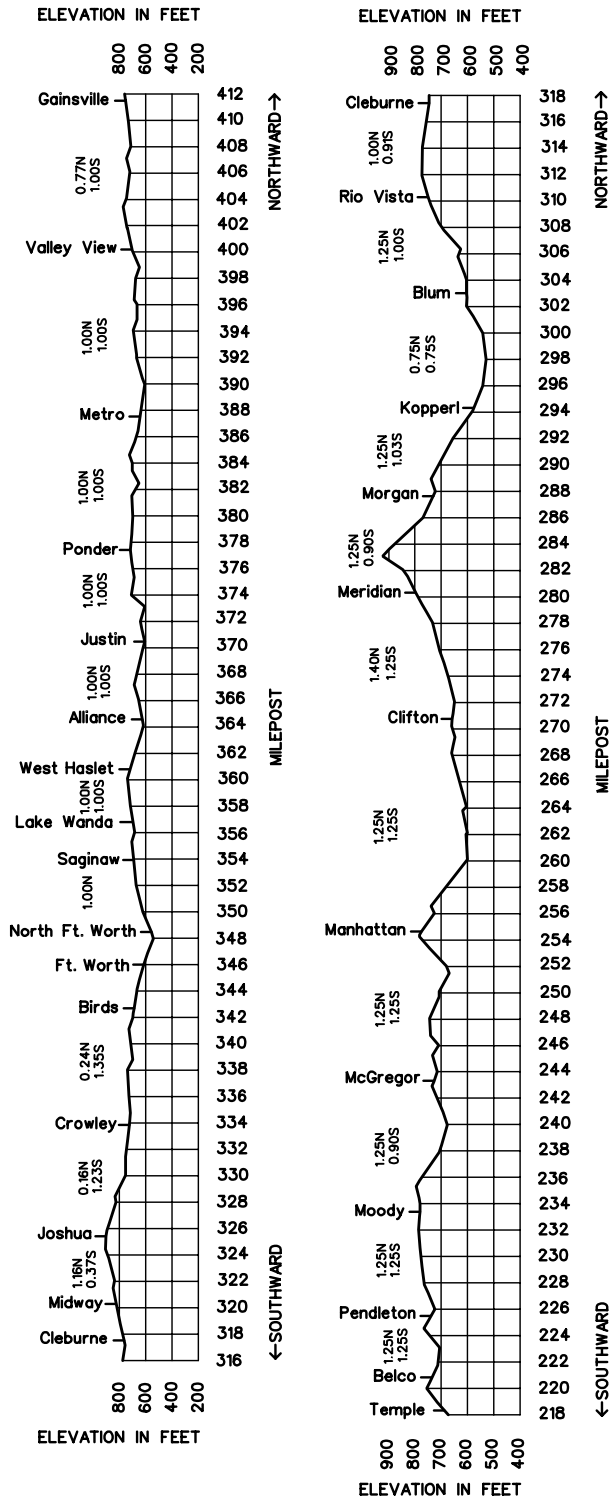 ELEVATION IN FEET
800 600 400 200
Gainsville 412
410
408
0.77N
1.00S
406
404
402
Valley View 400
398
396
1.00N
1.00S
394
392
390
Metro 388
386
384
1.00N
1.00S
382
380
Ponder 378
376
1.00N
1.00S
374
372
Justin 370
1.00N
1.00S
368
366
Alliance 364
362
West Haslet 360
1.00N
1.00S
358
Lake Wanda 356
Saginaw 354
1.00N
352
350
North Ft. Worth 348
Ft. Worth 346
344
Birds 342
340
0.24N
1.35S
338
336
Crowley 334
332
0.16N
1.23S
330
328
Joshua 326
324
1.16N
0.37S
322
Midway 320
Cleburne 318
316
NORTHWARD→
MILEPOST
←SOUTHWARD
800 600 400 200
ELEVATION IN FEET
ELEVATION IN FEET
900 800 700 600 500 400
Cleburne 318
316
1.00N
0.91S
314
312
Rio Vista 310
308
1.25N
1.00S
306
304
Blum 302
300
0.75N
0.75S
298
296
Kopperl 294
292
1.25N
1.03S
290
Morgan 288
286
284
1.25N
0.90S
282
Meridian 280
278
276
1.40N
1.25S
274
272
Clifton 270
268
266
264
1.25N
1.25S
262
260
258
256
Manhattan 254
252
250
1.25N
1.25S
248
246
244
McGregor 242
240
1.25N
0.90S
238
236
234
Moody 232
1.25N
1.25S
230
228
Pendleton 226
224
1.25N
1.25S
222
Belco 220
Temple 218
NORTHWARD→
MILEPOST
←SOUTHWARD
900 800 700 600 500 400
ELEVATION IN FEET